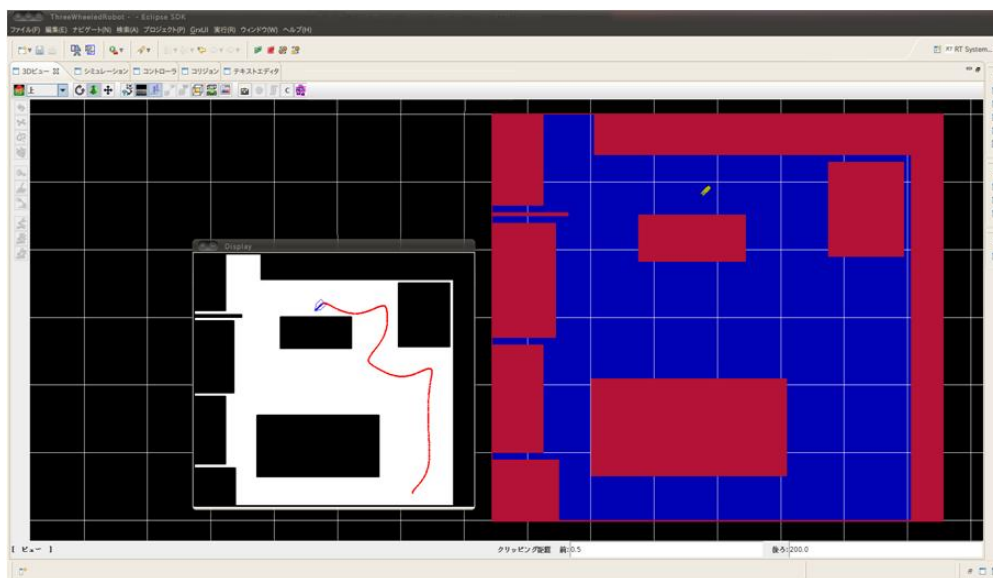 ThreeWheeledRobot - - Eclipse SDK
ファイル(F) 編集(E) ナビゲート(N) 検索(A) プロジェクト(P) GrxUI 実行(R) ウィンドウ(W) ヘルプ(H)
RT System...
3Dビュー シミュレーション コントローラ コリジョン テキストエディタ
上
C
Display
[ ビュー ] クリッピング距離 前: 0.5 後ろ: 200.0